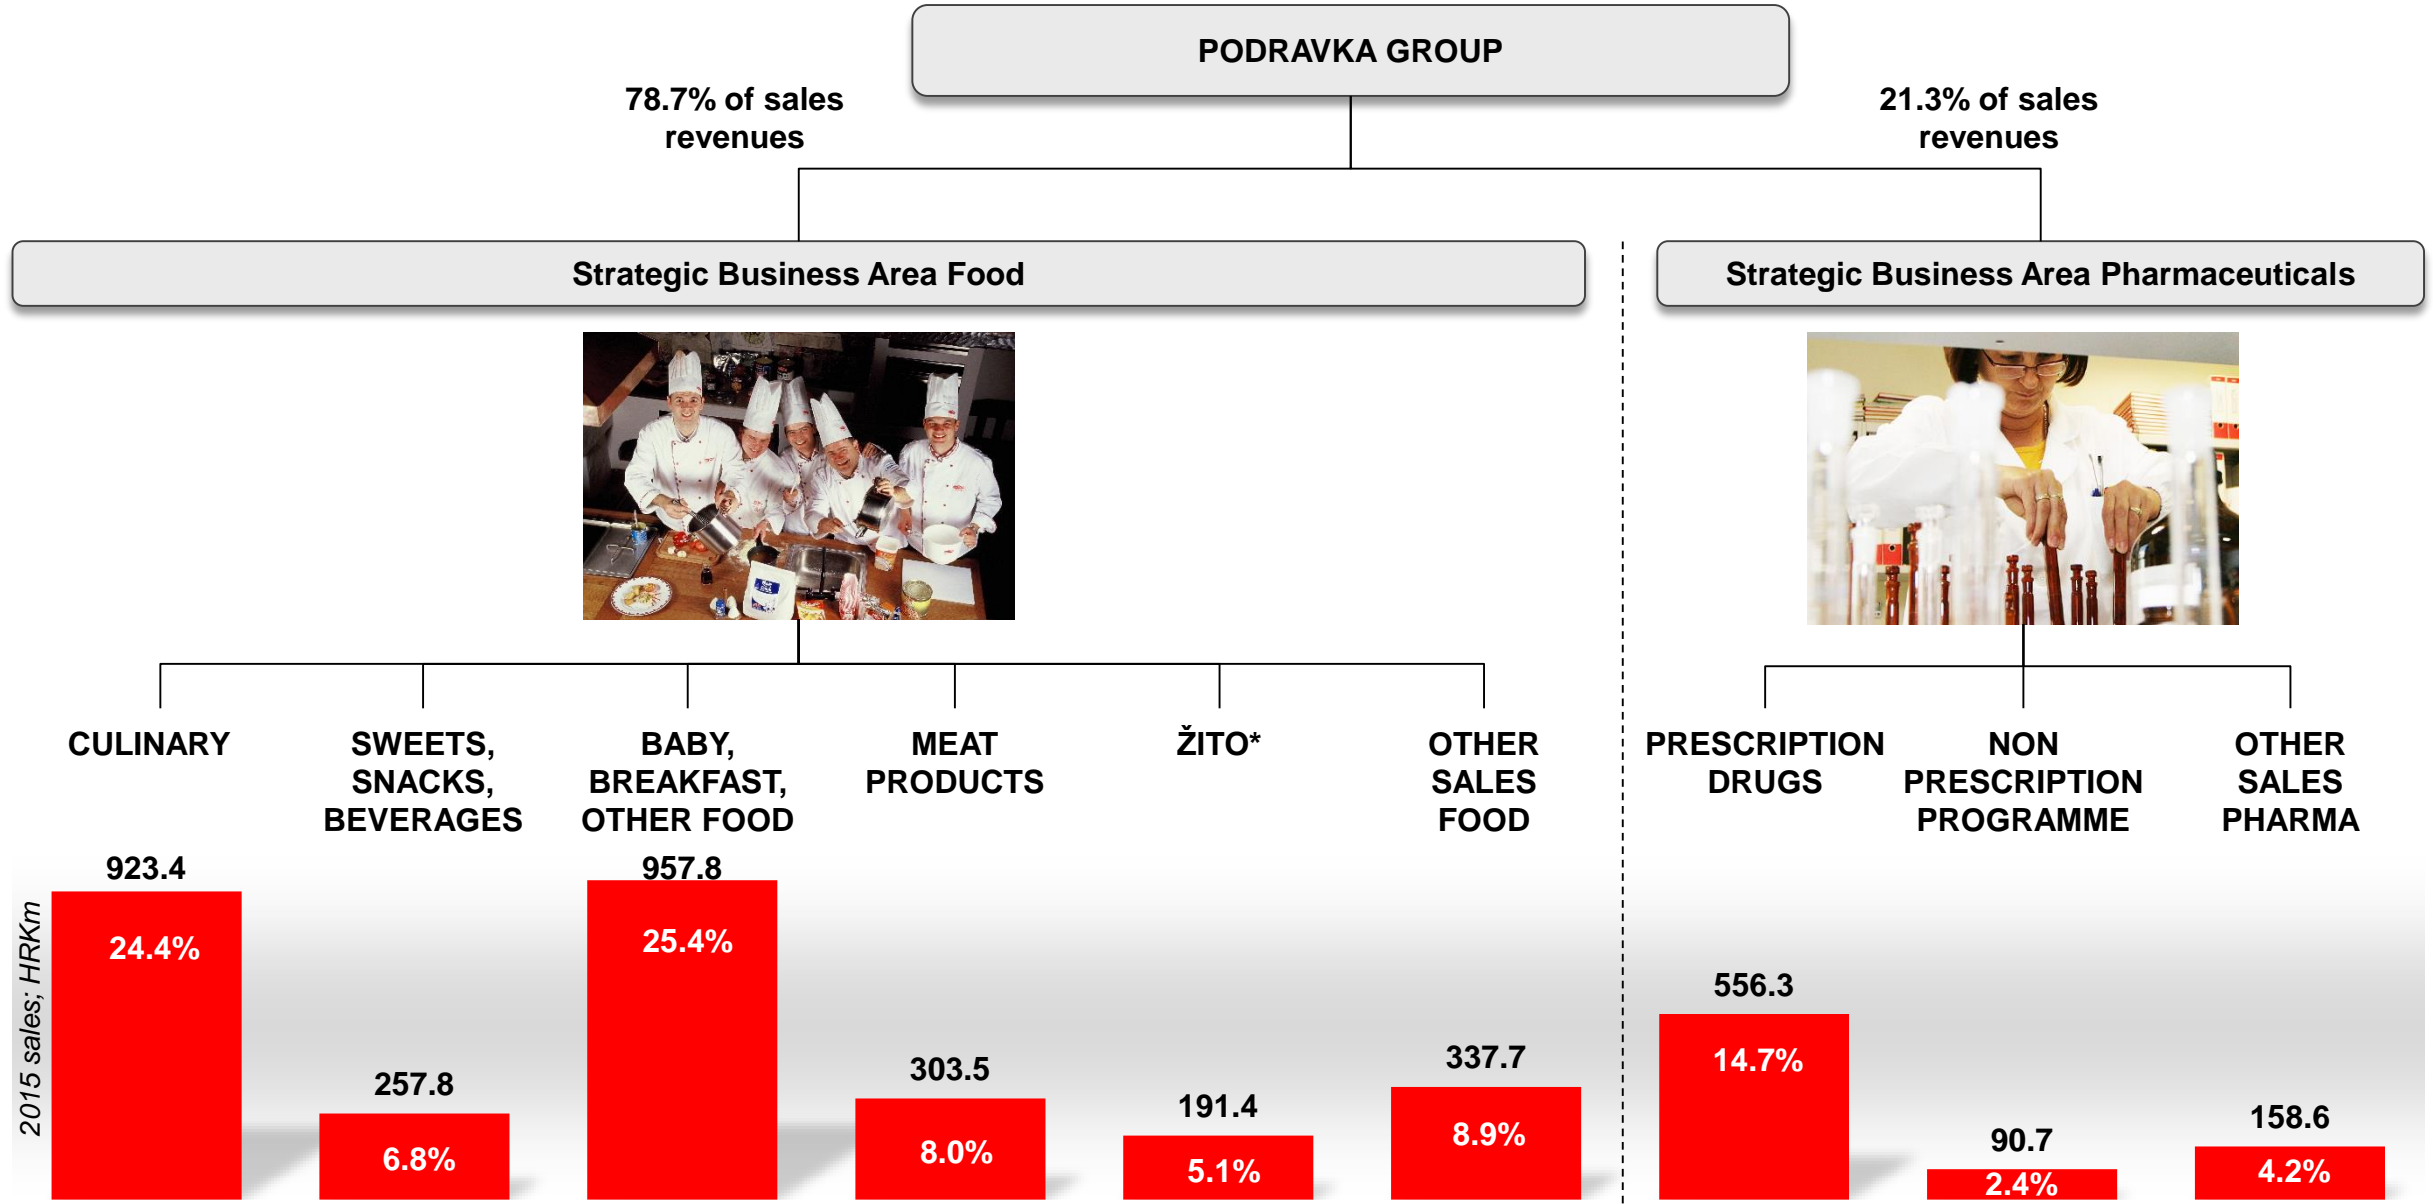 PODRAVKA GROUP
78.7% of sales
revenues
21.3% of sales
revenues
Strategic Business Area Food
Strategic Business Area Pharmaceuticals
CULINARY
SWEETS,
SNACKS,
BEVERAGES
BABY,
BREAKFAST,
OTHER FOOD
MEAT
PRODUCTS
ŽITO*
OTHER
SALES
FOOD
PRESCRIPTION
DRUGS
NON
PRESCRIPTION
PROGRAMME
OTHER
SALES
PHARMA
2015 sales; HRKm
923.4
24.4%
257.8
6.8%
957.8
25.4%
303.5
8.0%
191.4
5.1%
337.7
8.9%
556.3
14.7%
90.7
2.4%
158.6
4.2%